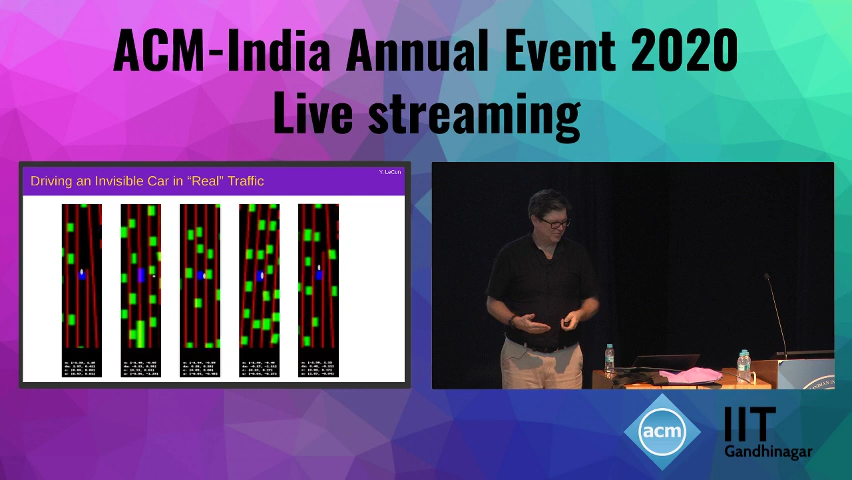 ACM-India Annual Event 2020
Live streaming
Y. LeCun
Driving an Invisible Car in “Real” Traffic
acm
IIT
Gandhinagar